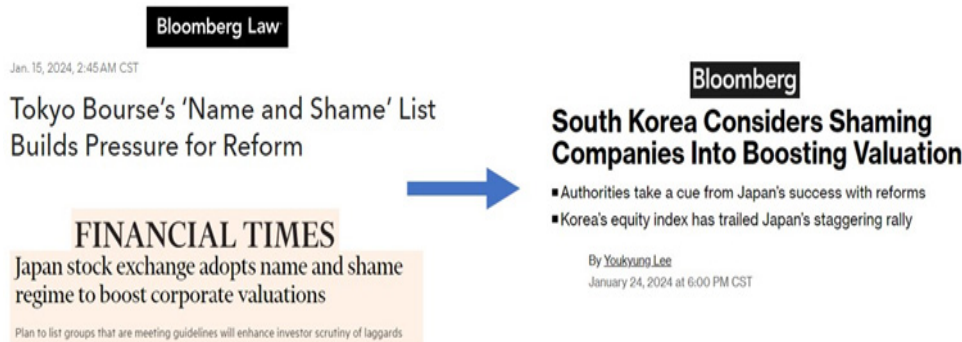 Bloomberg Law
Jan. 15, 2024, 2:45 AM CST
Tokyo Bourse's 'Name and Shame' List
Builds Pressure for Reform
FINANCIAL TIMES
Japan stock exchange adopts name and shame
regime to boost corporate valuations
Plan to list groups that are meeting guidelines will enhance investor scrutiny of laggards
Bloomberg
South Korea Considers Shaming
Companies Into Boosting Valuation
■ Authorities take a cue from Japan's success with reforms
■ Korea's equity index has trailed Japan's staggering rally
By Youkyung Lee
January 24, 2024 at 6:00 PM CST